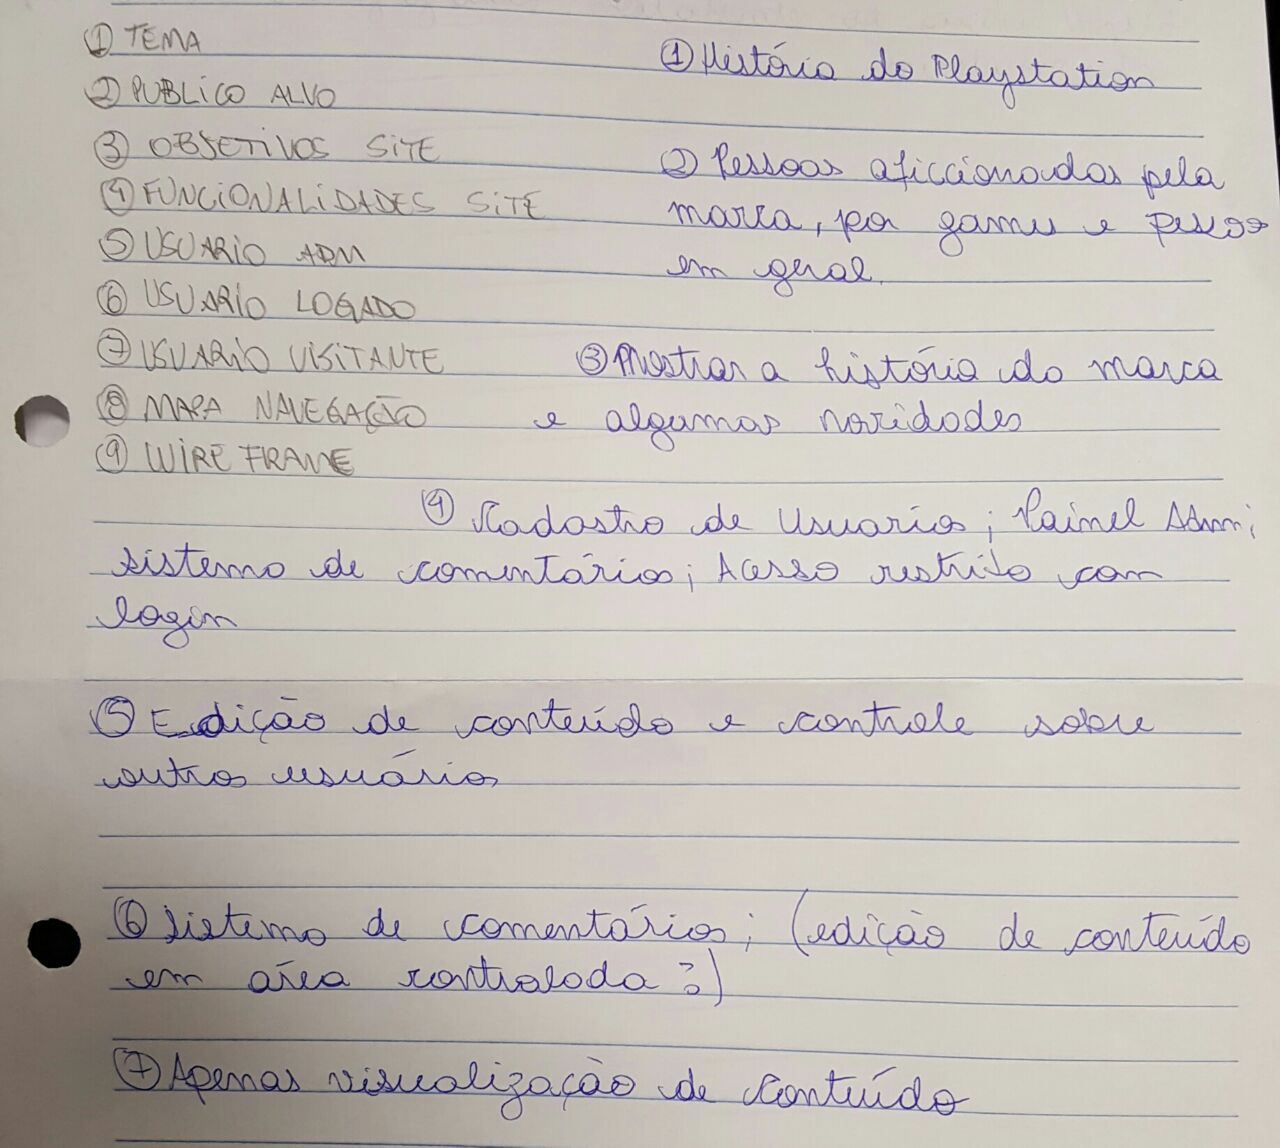 ① TEMA
② PUBLICO ALVO
③ OBJETIVOS SITE
④ FUNCIONALIDADES SITE
⑤ USUARIO ADM
⑥ USUARIO LOGADO
⑦ USUARIO VISITANTE
⑧ MAPA NAVEGAÇÃO
⑨ WIREFRAME
① História do Playstation
② Pessoas aficcionadas pela
marca, por games e pessoas
em geral.
③ Mostrar a história da marca
e algumas novidades
④ Cadastro de Usuarios; Painel Adm;
sistema de comentários; Acesso restrito com
login
⑤ Edição de conteúdo e controle sobre
outros usuários
⑥ Sistema de comentários; (edição de conteúdo
em área controlada?)
⑦ Apenas visualização de conteúdo